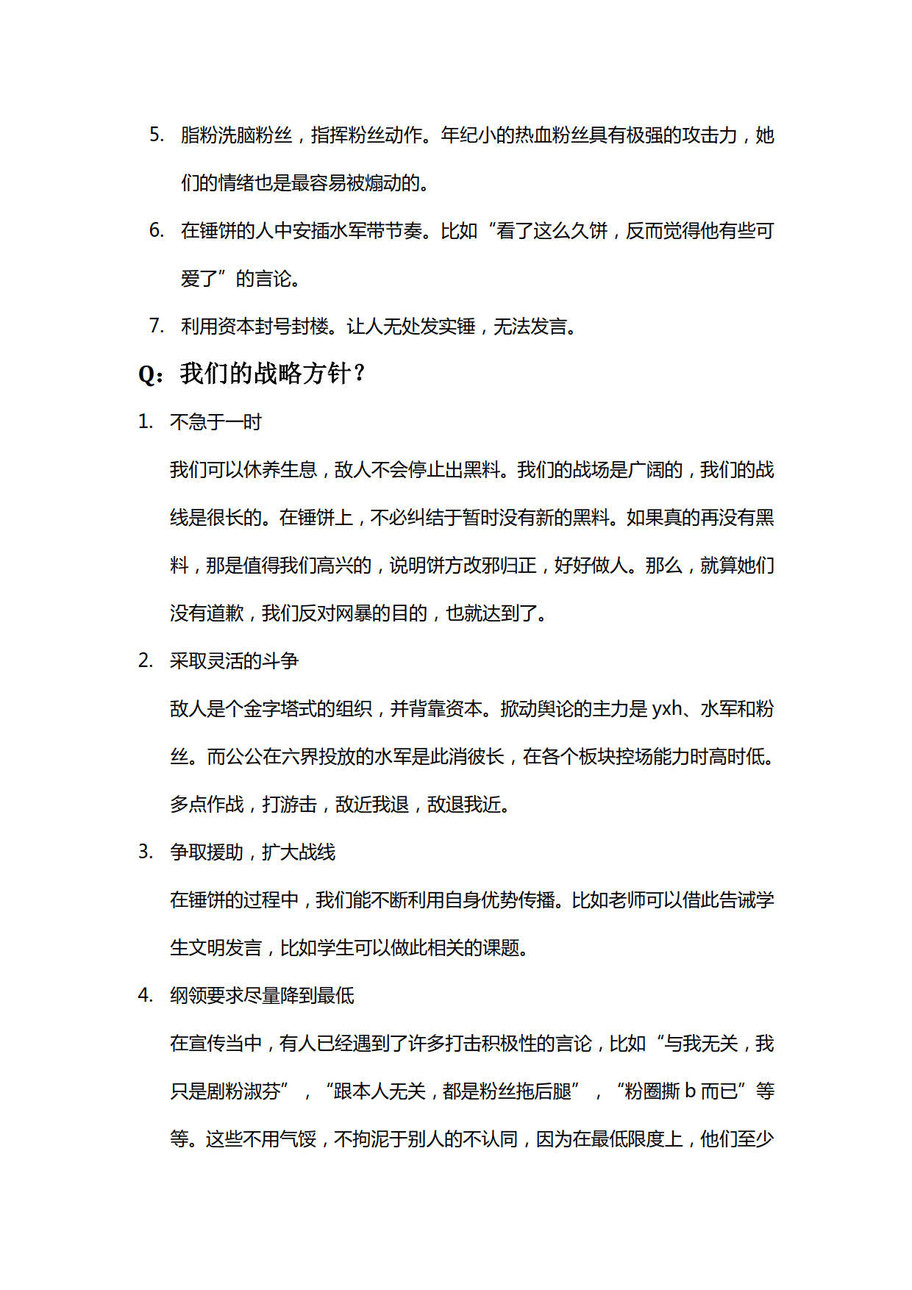 5. 脂粉洗脑粉丝，指挥粉丝动作。年纪小的热血粉丝具有极强的攻击力，她
们的情绪也是最容易被煽动的。
6. 在锤饼的人中安插水军带节奏。比如“看了这么久饼，反而觉得他有些可
爱了”的言论。
7. 利用资本封号封楼。让人无处发实锤，无法发言。
Q：我们的战略方针？
1. 不急于一时
我们可以休养生息，敌人不会停止出黑料。我们的战场是广阔的，我们的战
线是很长的。在锤饼上，不必纠结于暂时没有新的黑料。如果真的再没有黑
料，那是值得我们高兴的，说明饼方改邪归正，好好做人。那么，就算她们
没有道歉，我们反对网暴的目的，也就达到了。
2. 采取灵活的斗争
敌人是个金字塔式的组织，并背靠资本。掀动舆论的主力是 yxh、水军和粉
丝。而公公在六界投放的水军是此消彼长，在各个板块控场能力时高时低。
多点作战，打游击，敌近我退，敌退我近。
3. 争取援助，扩大战线
在锤饼的过程中，我们能不断利用自身优势传播。比如老师可以借此告诫学
生文明发言，比如学生可以做此相关的课题。
4. 纲领要求尽量降到最低
在宣传当中，有人已经遇到了许多打击积极性的言论，比如“与我无关，我
只是剧粉淑芬”，“跟本人无关，都是粉丝拖后腿”，“粉圈撕 b 而已”等
等。这些不用气馁，不拘泥于别人的不认同，因为在最低限度上，他们至少